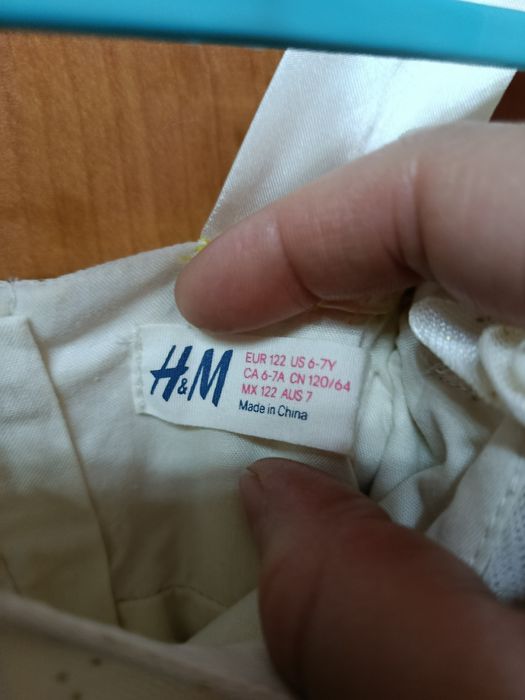 H&M
EUR 122 US 6-7Y
CA 6-7A CN 120/64
MX 122 AUS 7
Made in China